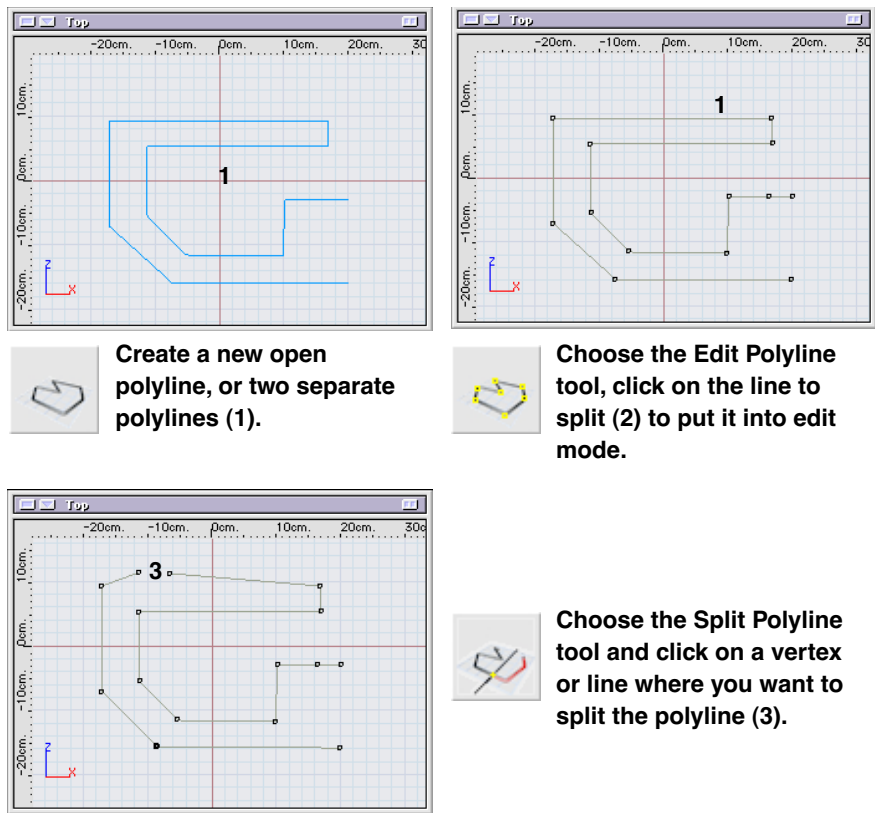 Top
-20cm. -10cm. 0cm. 10cm. 20cm. 30
10cm.
0cm.
-10cm.
-20cm.
1
Z
X
Top
-20cm. -10cm. 0cm. 10cm. 20cm. 30
10cm.
0cm.
-10cm.
-20cm.
1
Z
X
Create a new open
polyline, or two separate
polylines (1).
Choose the Edit Polyline
tool, click on the line to
split (2) to put it into edit
mode.
Top
-20cm. -10cm. 0cm. 10cm. 20cm. 30c
10cm.
0cm.
-10cm.
-20cm.
3
Z
X
Choose the Split Polyline
tool and click on a vertex
or line where you want to
split the polyline (3).